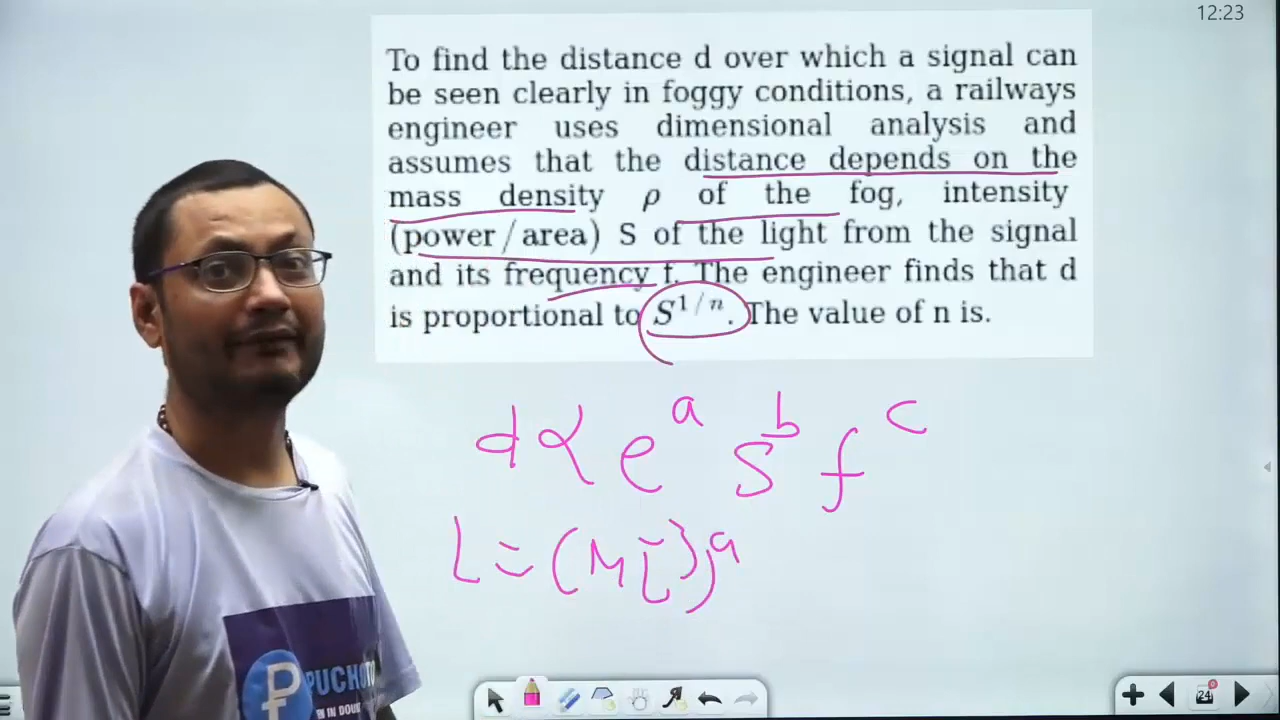 12:23
To find the distance d over which a signal can
be seen clearly in foggy conditions, a railways
engineer uses dimensional analysis and
assumes that the distance depends on the
mass density ρ of the fog, intensity
(power/area) S of the light from the signal
and its frequency f. The engineer finds that d
is proportional to S^{1/n}. The value of n is.
d ∝ e^a S^b f^c
L = (M L^-)^a
PUCHO
24